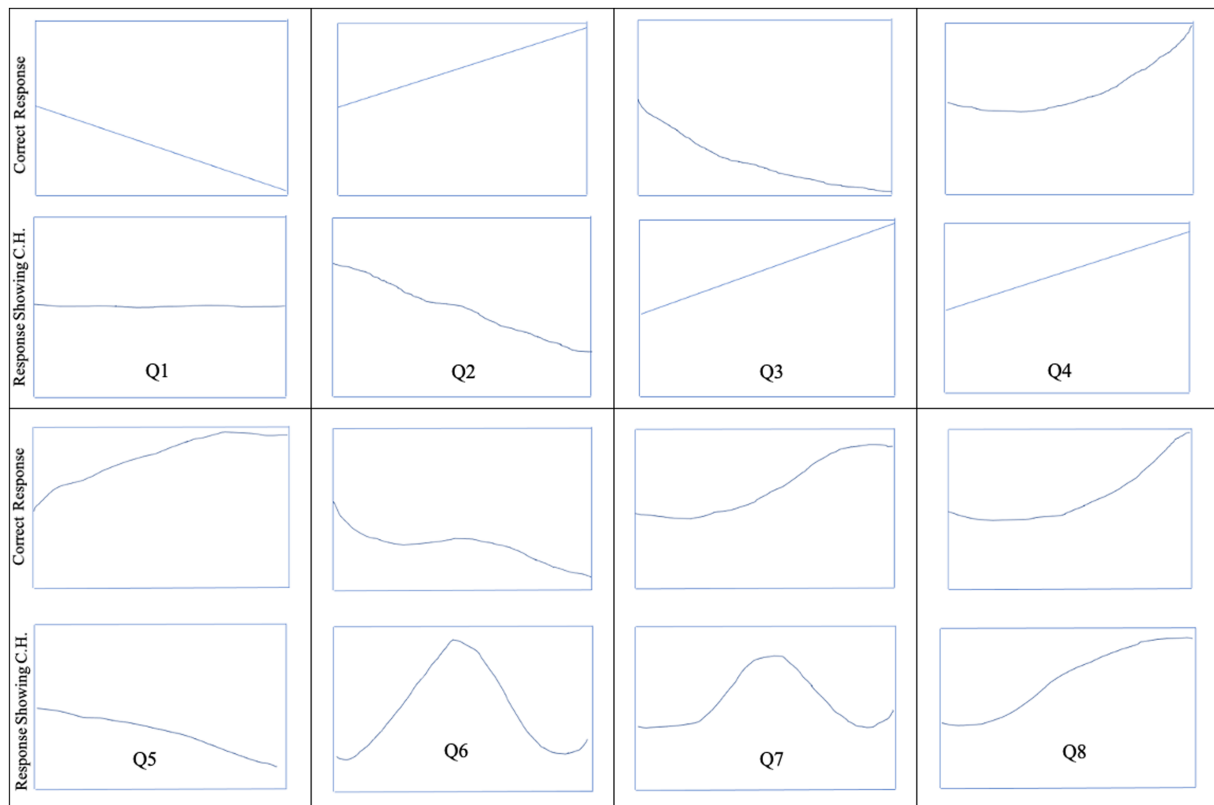 Correct Response
Response Showing C.H.
Q1
Q2
Q3
Q4
Correct Response
Response Showing C.H.
Q5
Q6
Q7
Q8